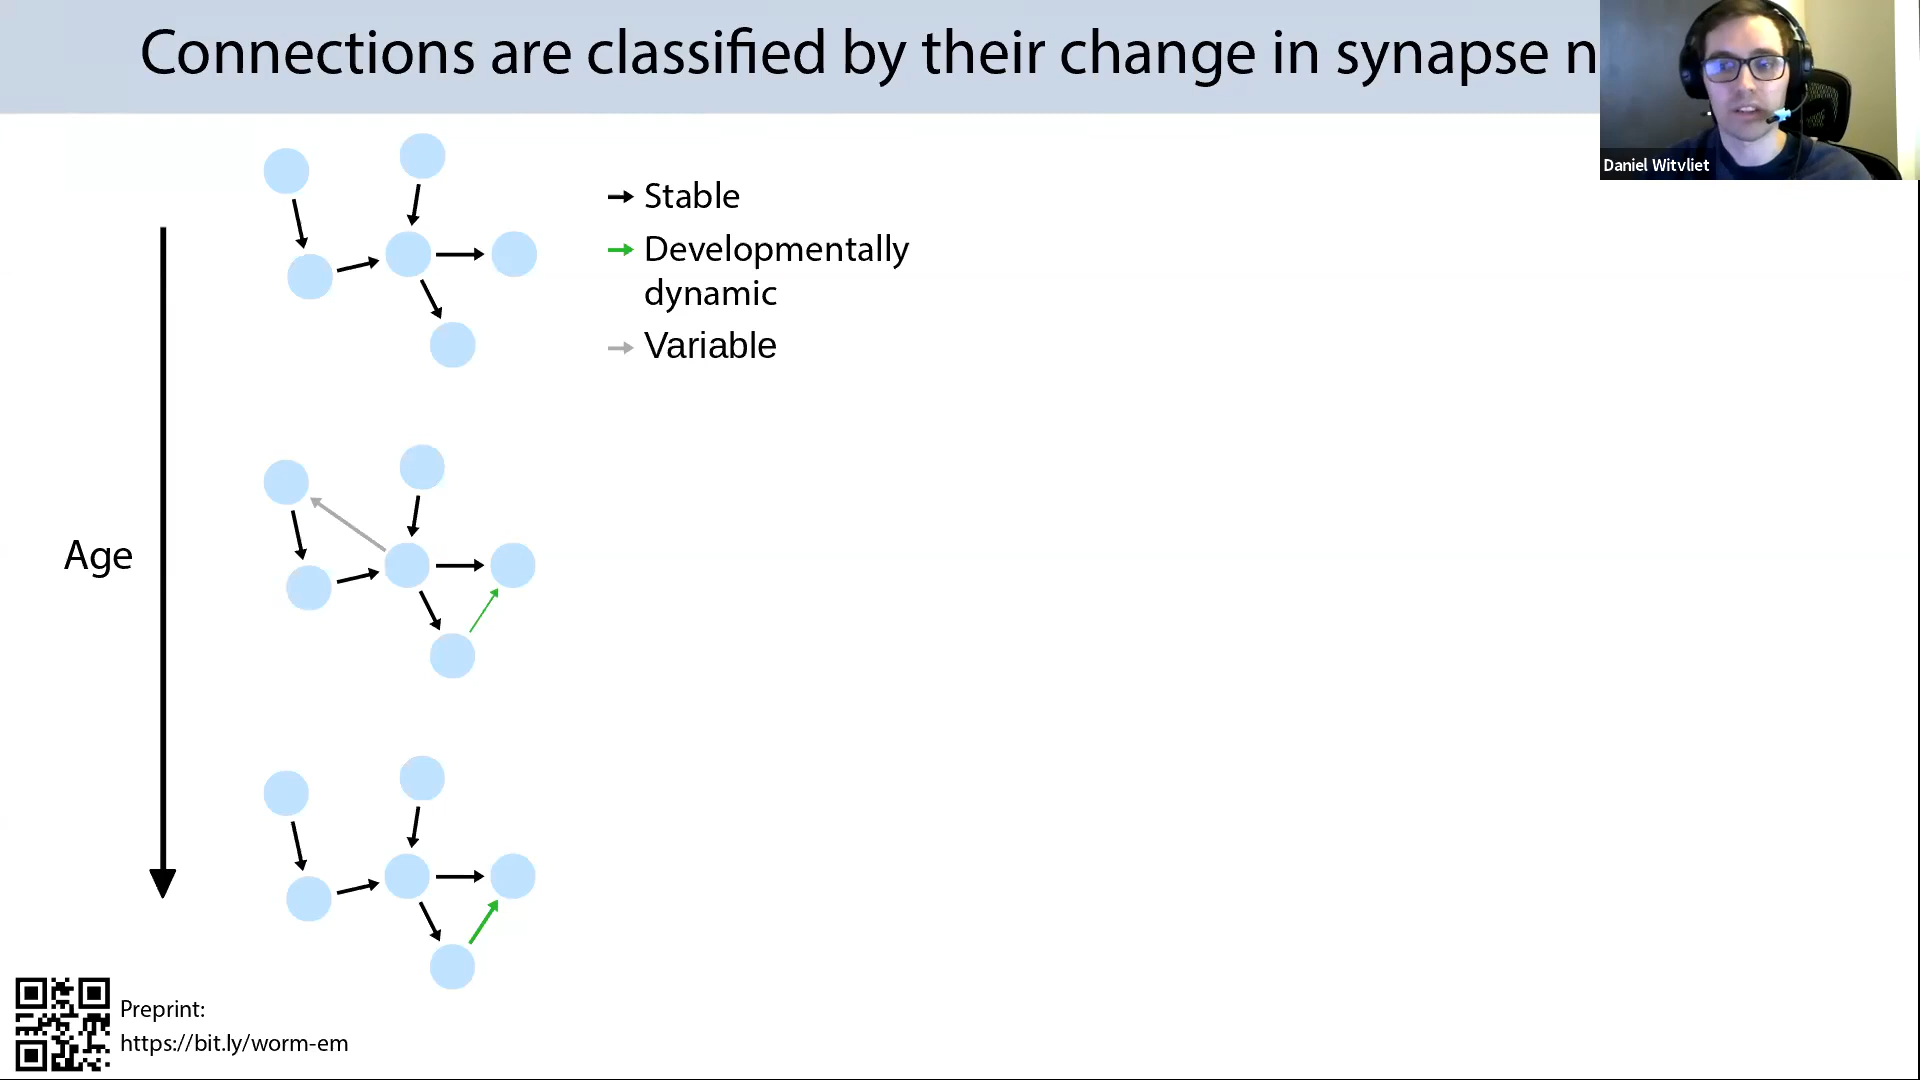 Connections are classified by their change in synapse n
Daniel Witvliet
Stable
Developmentally
dynamic
Variable
Age
Preprint:
https://bit.ly/worm-em